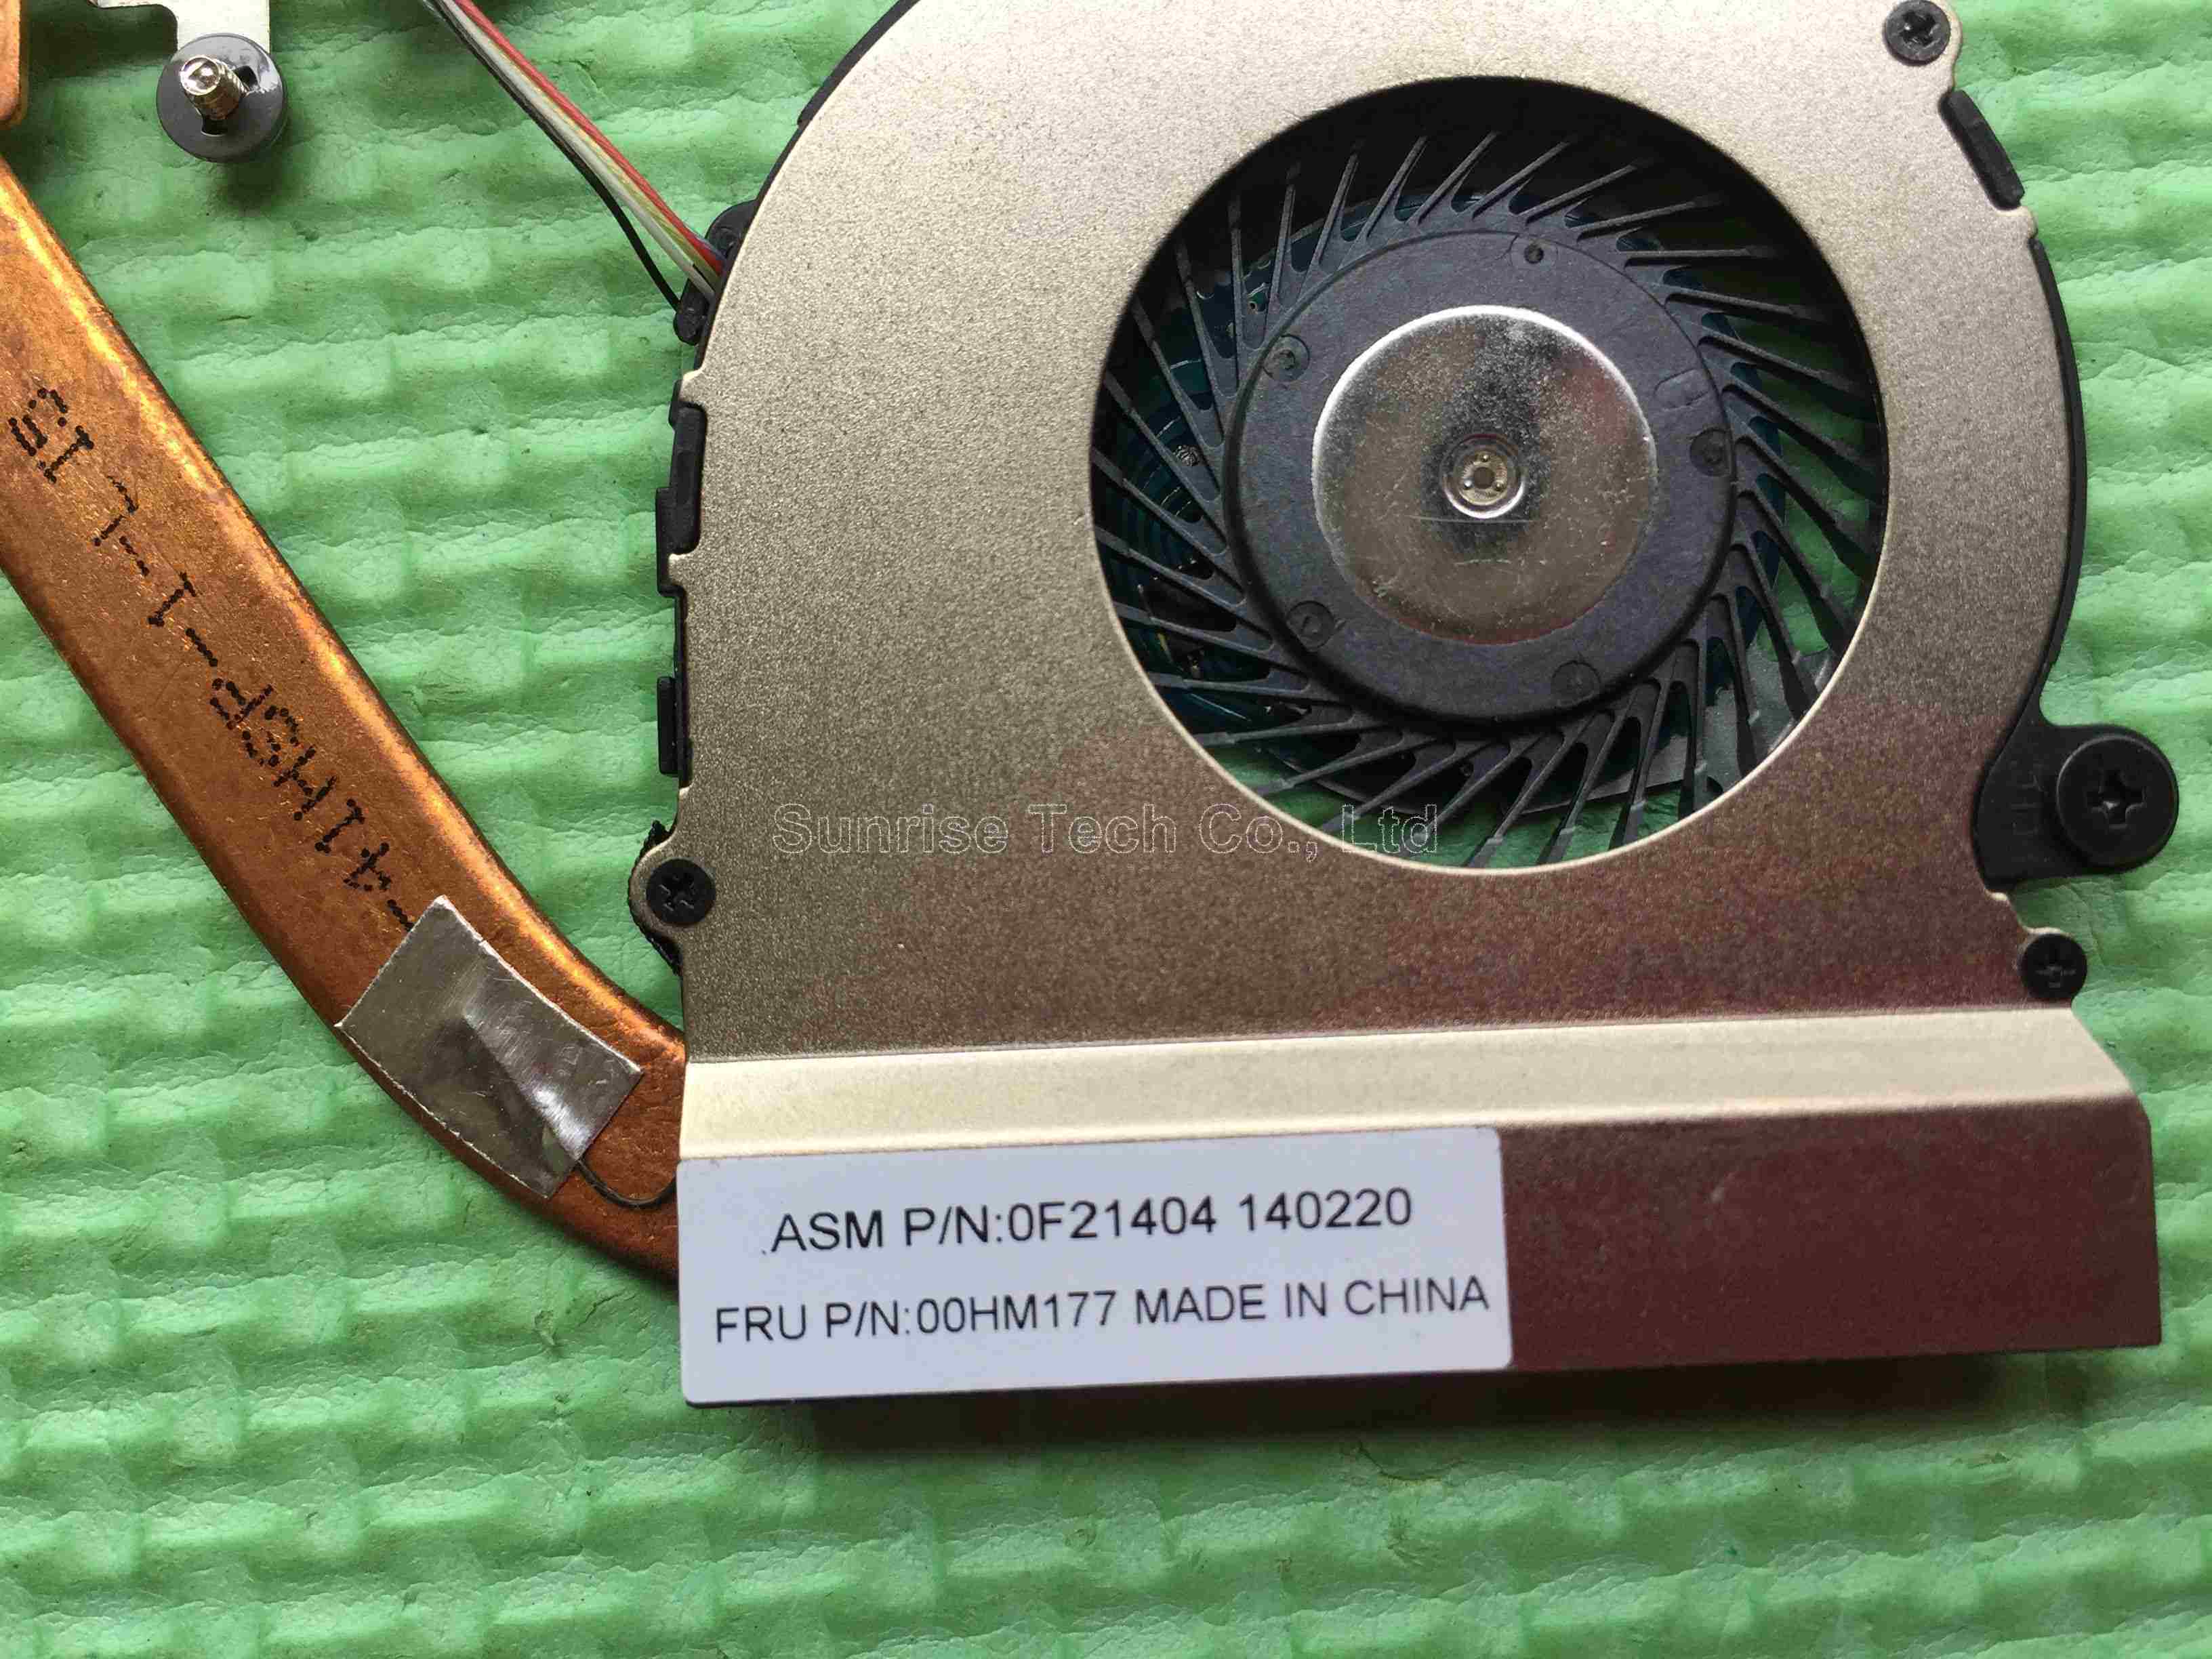 Sunrise Tech Co., Ltd
ASM P/N:0F21404 140220
FRU P/N:00HM177 MADE IN CHINA